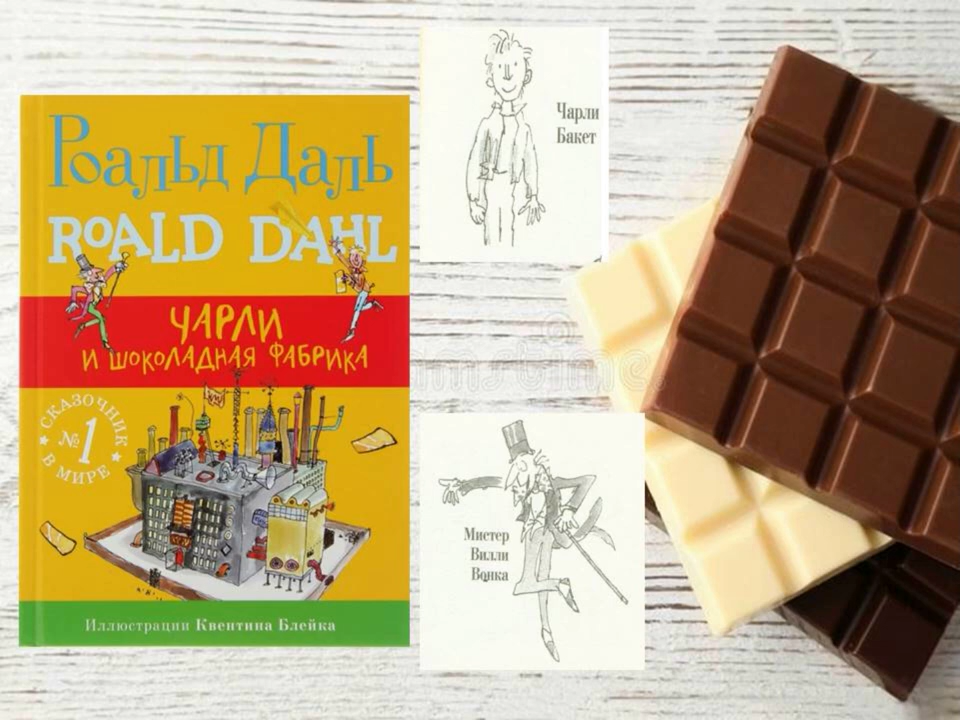 Роальд Даль
ROALD DAHL
ЧАРЛИ
И ШОКОЛАДНАЯ ФАБРИКА
СКАЗОЧНИК
№1
В МИРЕ
Иллюстрации Квентина Блейка
Чарли
Бакет
Мистер
Вилли
Вонка